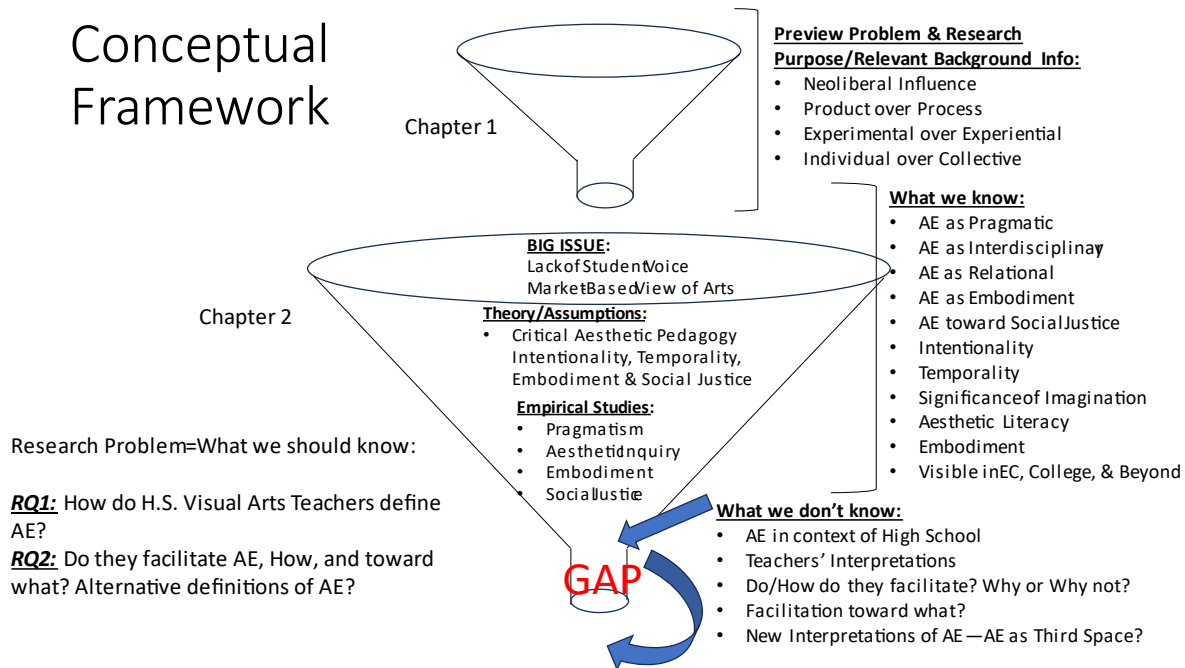 Conceptual
Framework
Chapter 1
Preview Problem & Research
Purpose/Relevant Background Info:
• Neoliberal Influence
• Product over Process
• Experimental over Experiential
• Individual over Collective
Chapter 2
BIG ISSUE:
Lack of Student Voice
Market Based View of Arts
Theory/Assumptions:
• Critical Aesthetic Pedagogy
Intentionality, Temporality,
Embodiment & Social Justice
Empirical Studies:
• Pragmatism
• Aesthetic Inquiry
• Embodiment
• Social Justice
What we know:
• AE as Pragmatic
• AE as Interdisciplinary
• AE as Relational
• AE as Embodiment
• AE toward Social Justice
• Intentionality
• Temporality
• Significance of Imagination
• Aesthetic Literacy
• Embodiment
• Visible in EC, College, & Beyond
Research Problem=What we should know:
RQ1: How do H.S. Visual Arts Teachers define
AE?
RQ2: Do they facilitate AE, How, and toward
what? Alternative definitions of AE?
GAP
What we don't know:
• AE in context of High School
• Teachers' Interpretations
• Do/How do they facilitate? Why or Why not?
• Facilitation toward what?
• New Interpretations of AE—AE as Third Space?